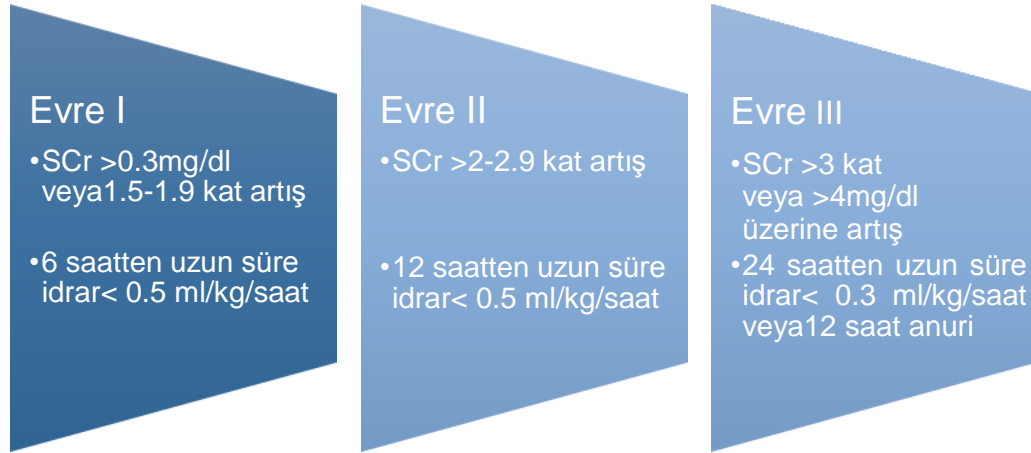 Evre I
•SCr >0.3mg/dl
veya1.5-1.9 kat artış
•6 saatten uzun süre
idrar< 0.5 ml/kg/saat
Evre II
•SCr >2-2.9 kat artış
•12 saatten uzun süre
idrar< 0.5 ml/kg/saat
Evre III
•SCr >3 kat
veya >4mg/dl
üzerine artış
•24 saatten uzun süre
idrar< 0.3 ml/kg/saat
veya12 saat anuri